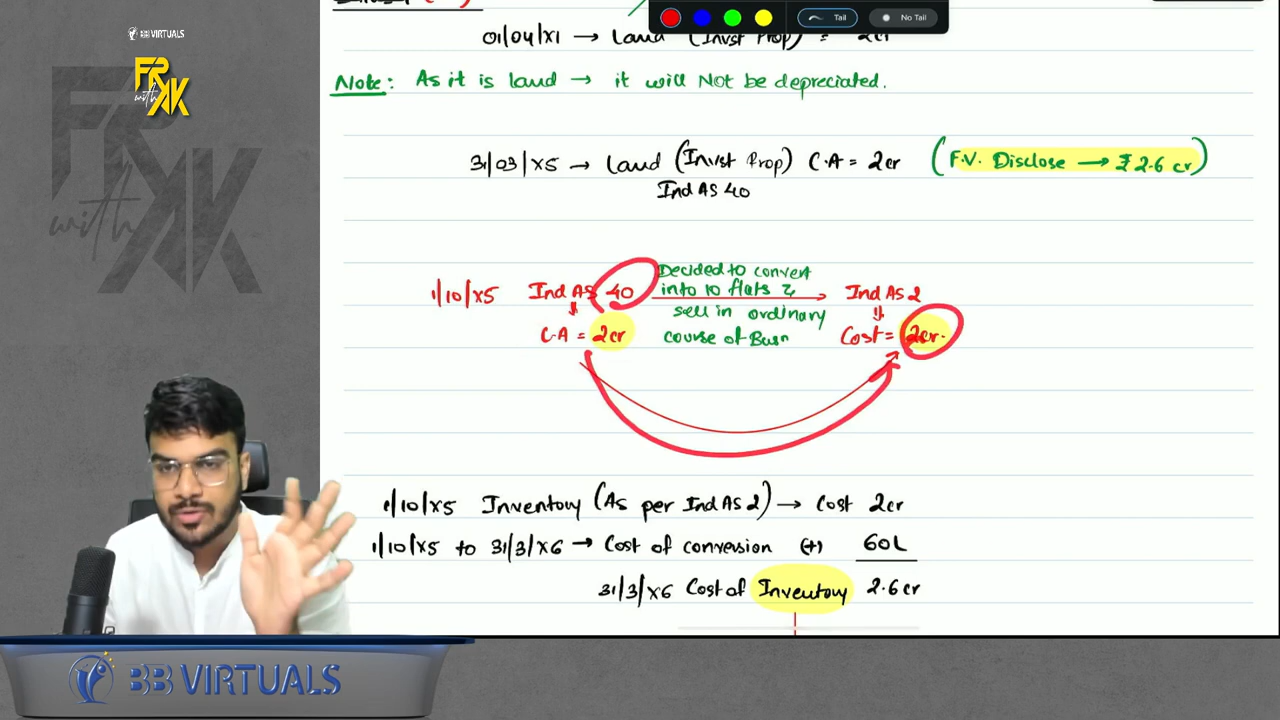 BB VIRTUALS
FR
with
AK
FR
with
AK
Tail
No Tail
01/04/X1 → Land (Invst Prop) = 2cr
Note: As it is land → it will Not be depreciated.
31/03/X5 → Land (Invst Prop) C.A = 2cr (F.V. Disclose → ₹2.6 cr)
Ind AS 40
1/10/X5 Ind AS 40 Decided to convert into 10 flats & sell in ordinary course of Busn Ind AS 2
C.A = 2cr Cost = 2cr.
1/10/X5 Inventory (As per Ind AS 2) → Cost 2cr
1/10/X5 to 31/3/X6 → Cost of conversion (+) 60L
31/3/X6 Cost of Inventory 2.6cr
BB VIRTUALS